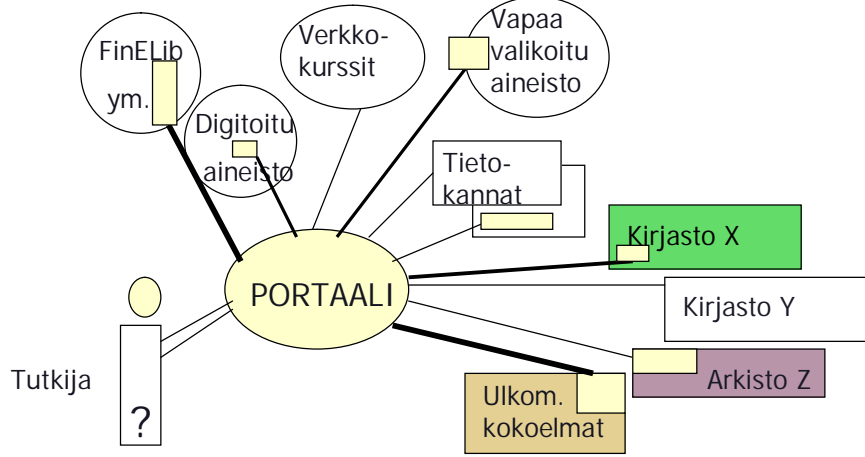 FinELib
ym.
Verkko-
kurssit
Vapaa
valikoitu
aineisto
Digitoitu
aineisto
Tieto-
kannat
Kirjasto X
PORTAALI
Kirjasto Y
Tutkija
?
Arkisto Z
Ulkom.
kokoelmat